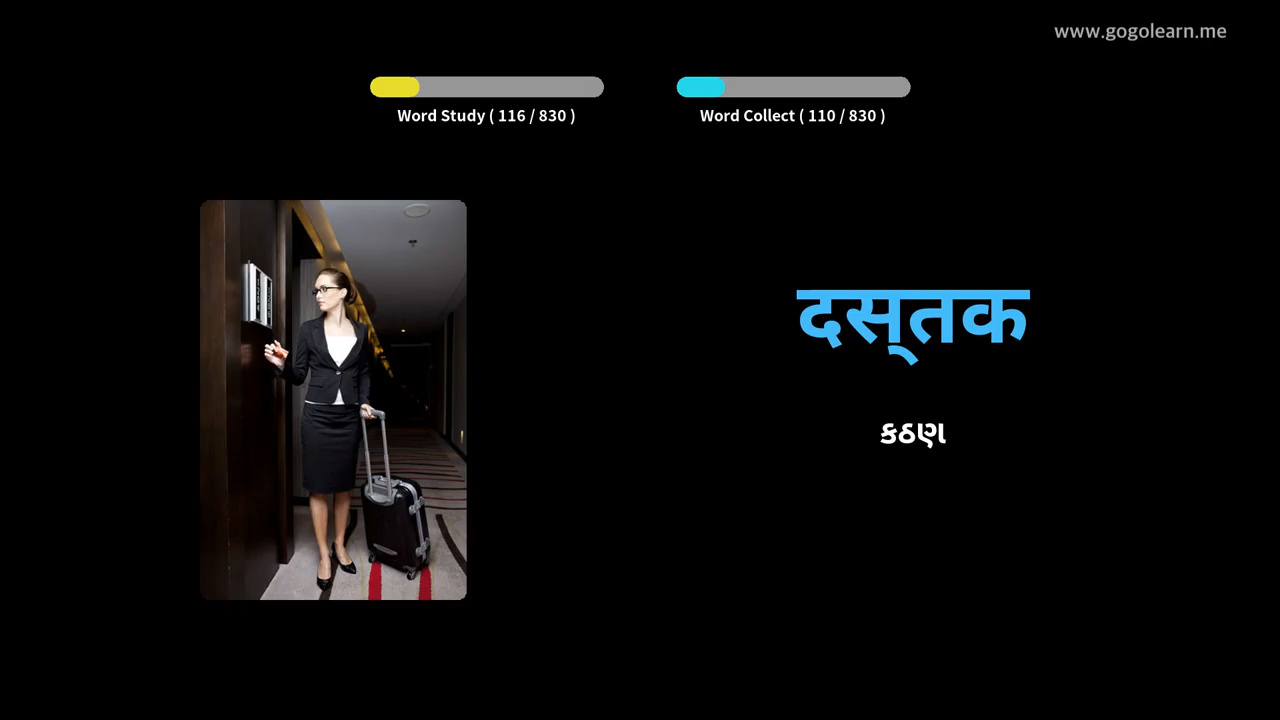 www.gogolearn.me
Word Study ( 116 / 830 )
Word Collect ( 110 / 830 )
दस्तक
કઠણ